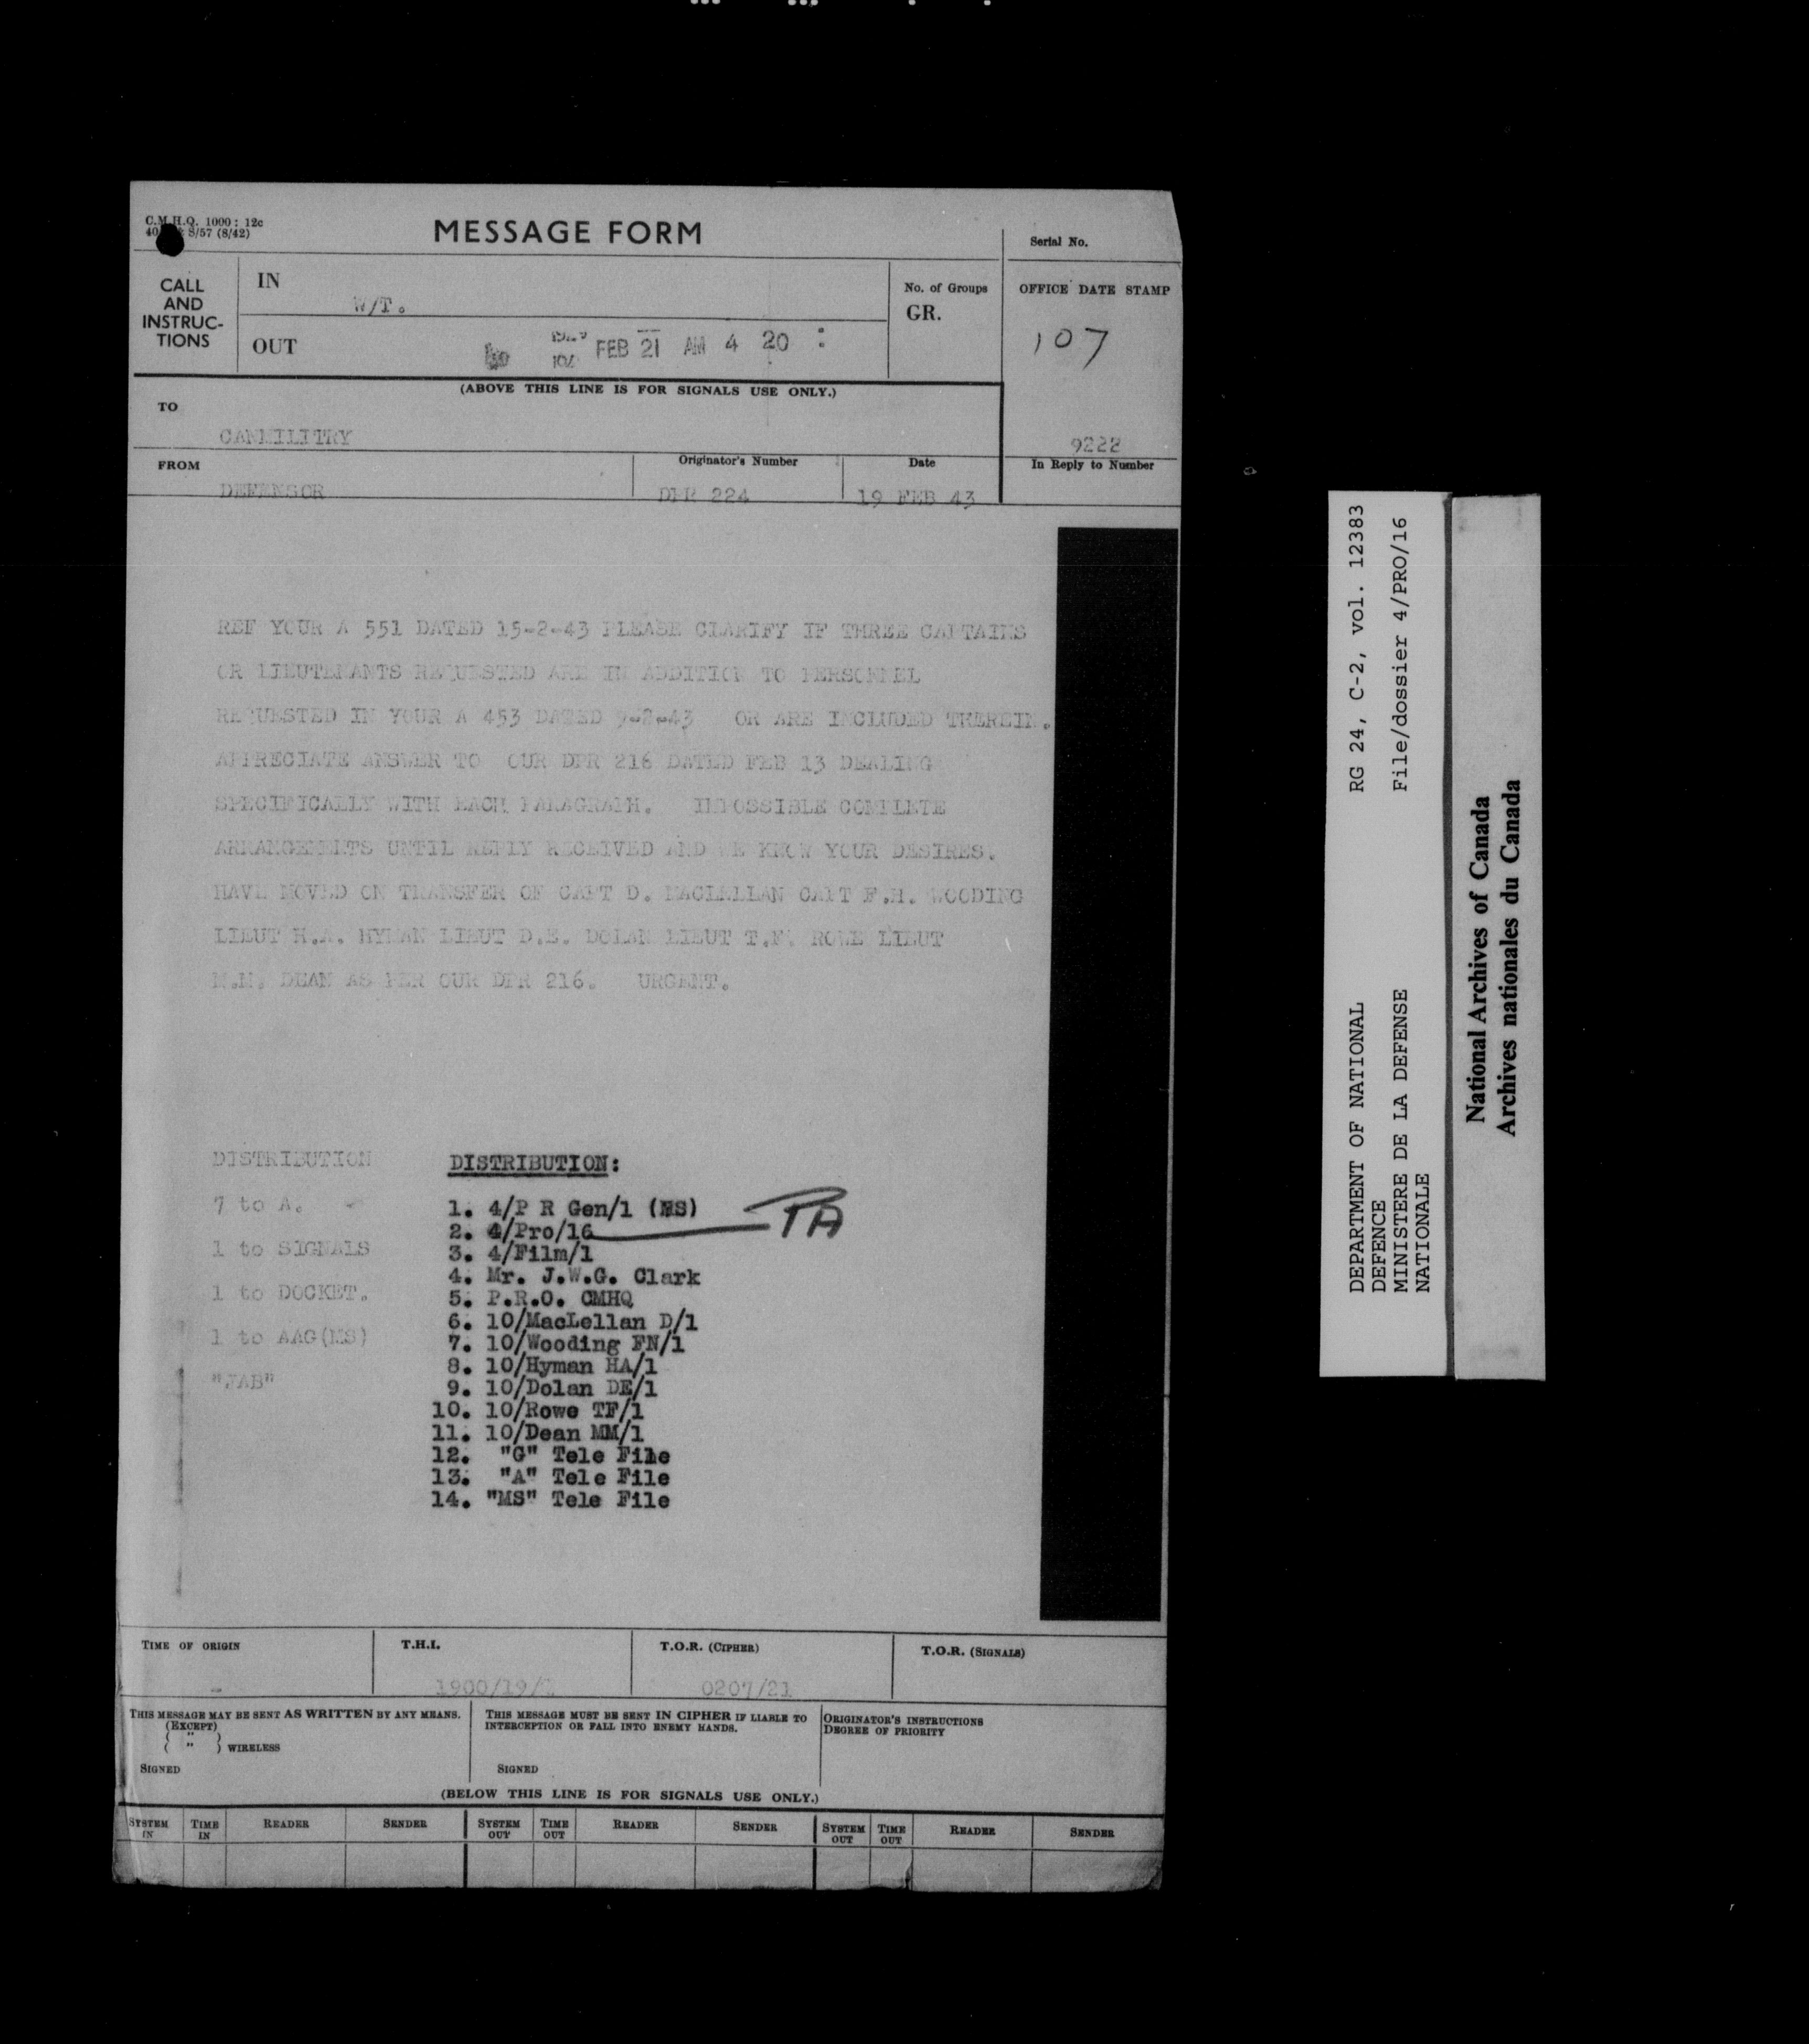 C.M.H.Q. 1000: 12c
8/57 (8/42)
MESSAGE FORM
Serial No.
CALL
AND
INSTRUC-
TIONS
IN
W/T.
OUT
FEB 21 AM 4 20
No. of Groups
GR.
OFFICE DATE STAMP
107
(ABOVE THIS LINE IS FOR SIGNALS USE ONLY.)
TO
CANMILITRY
9222
FROM
DEFENSOR
Originator's Number
DPR 224
Date
19 FEB 43
In Reply to Number
REF YOUR A 551 DATED 15-2-43 PLEASE CLARIFY IF THREE CAPTAINS
OR LIEUTENANTS REQUESTED ARE IN ADDITION TO PERSONNEL
REQUESTED IN YOUR A 453 DATED 9-2-43 OR ARE INCLUDED THEREIN.
APPRECIATE ANSWER TO OUR DPR 216 DATED FEB 13 DEALING
SPECIFICALLY WITH EACH PARAGRAPH. IMPOSSIBLE COMPLETE
ARRANGEMENTS UNTIL REPLY RECEIVED AND WE KNOW YOUR DESIRES.
HAVE MOVED ON TRANSFER OF CAPT D. MACLELLAN CAPT F.N. WOODING
LIEUT H.A. HYMAN LIEUT D.E. DOLAN LIEUT T.F. ROWE LIEUT
M.M. DEAN AS PER OUR DPR 216. URGENT.
DISTRIBUTION
7 to A.
1 to SIGNALS
1 to DOCKET.
1 to AAG(MS)
"JAB"
DISTRIBUTION:
1. 4/P R Gen/1 (MS)
2. 4/Pro/16 PA
3. 4/Film/1
4. Mr. J.W.G. Clark
5. P.R.O. CMHQ
6. 10/MacLellan D/1
7. 10/Wooding FN/1
8. 10/Hyman HA/1
9. 10/Dolan DE/1
10. 10/Rowe TF/1
11. 10/Dean MM/1
12. "G" Tele File
13. "A" Tele File
14. "MS" Tele File
TIME OF ORIGIN
-
T.H.I.
1900/19/
T.O.R. (CIPHER)
0207/21
T.O.R. (SIGNALS)
THIS MESSAGE MAY BE SENT AS WRITTEN BY ANY MEANS.
(EXCEPT)
( " )
( " ) WIRELESS
SIGNED
THIS MESSAGE MUST BE SENT IN CIPHER IF LIABLE TO
INTERCEPTION OR FALL INTO ENEMY HANDS.
SIGNED
ORIGINATOR'S INSTRUCTIONS
DEGREE OF PRIORITY
(BELOW THIS LINE IS FOR SIGNALS USE ONLY.)
SYSTEM IN TIME IN READER SENDER SYSTEM OUT TIME OUT READER SENDER SYSTEM OUT TIME OUT READER SENDER
DEPARTMENT OF NATIONAL RG 24, C-2, vol. 12383
DEFENCE
MINISTERE DE LA DEFENSE File/dossier 4/PRO/16
NATIONALE
National Archives of Canada
Archives nationales du Canada